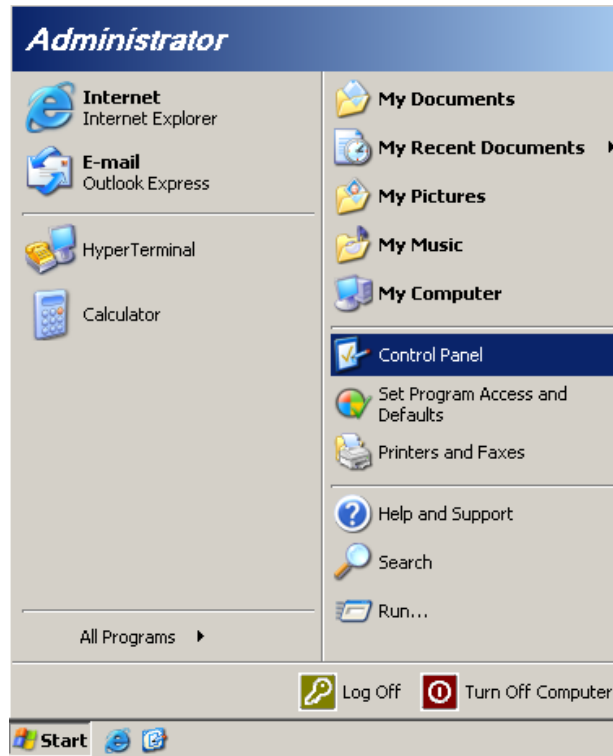 Administrator
Internet
Internet Explorer
E-mail
Outlook Express
HyperTerminal
Calculator
All Programs
My Documents
My Recent Documents
My Pictures
My Music
My Computer
Control Panel
Set Program Access and
Defaults
Printers and Faxes
Help and Support
Search
Run...
Log Off
Turn Off Computer
Start